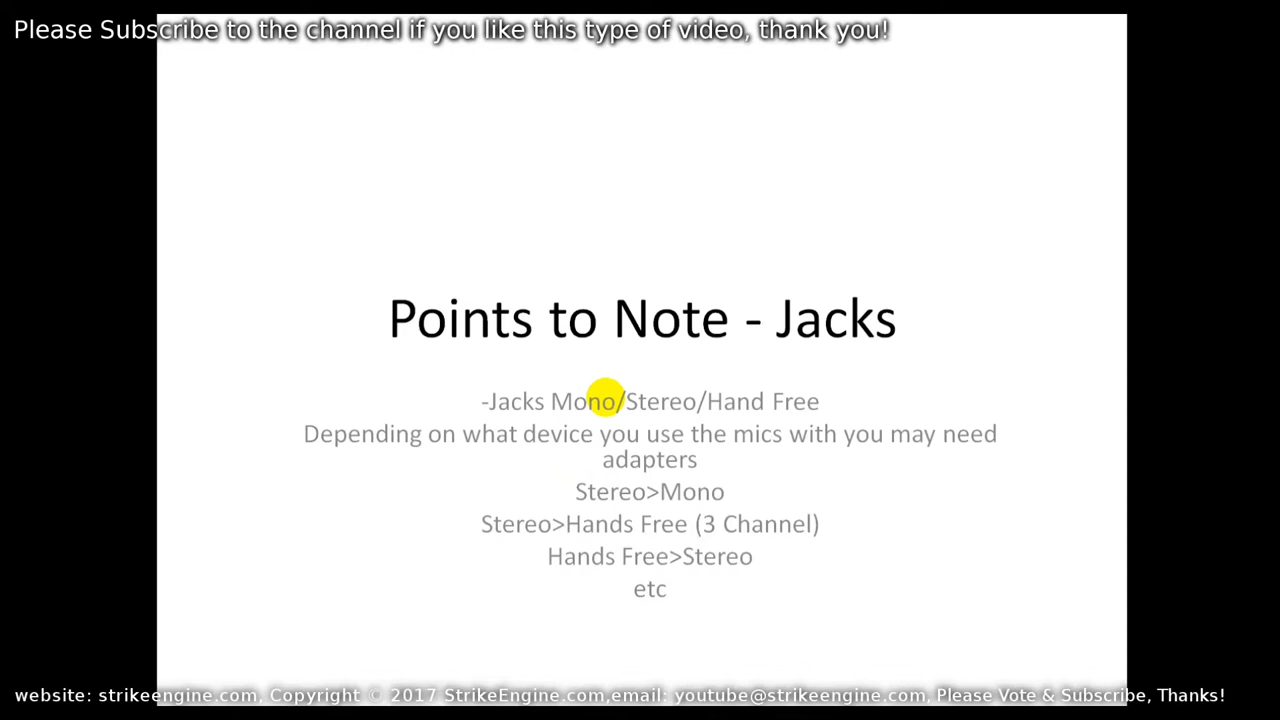 Please Subscribe to the channel if you like this type of video, thank you!
Points to Note - Jacks
-Jacks Mono/Stereo/Hand Free
Depending on what device you use the mics with you may need
adapters
Stereo>Mono
Stereo>Hands Free (3 Channel)
Hands Free>Stereo
etc
website: strikeengine.com, Copyright © 2017 StrikeEngine.com,email: youtube@strikeengine.com, Please Vote & Subscribe, Thanks!